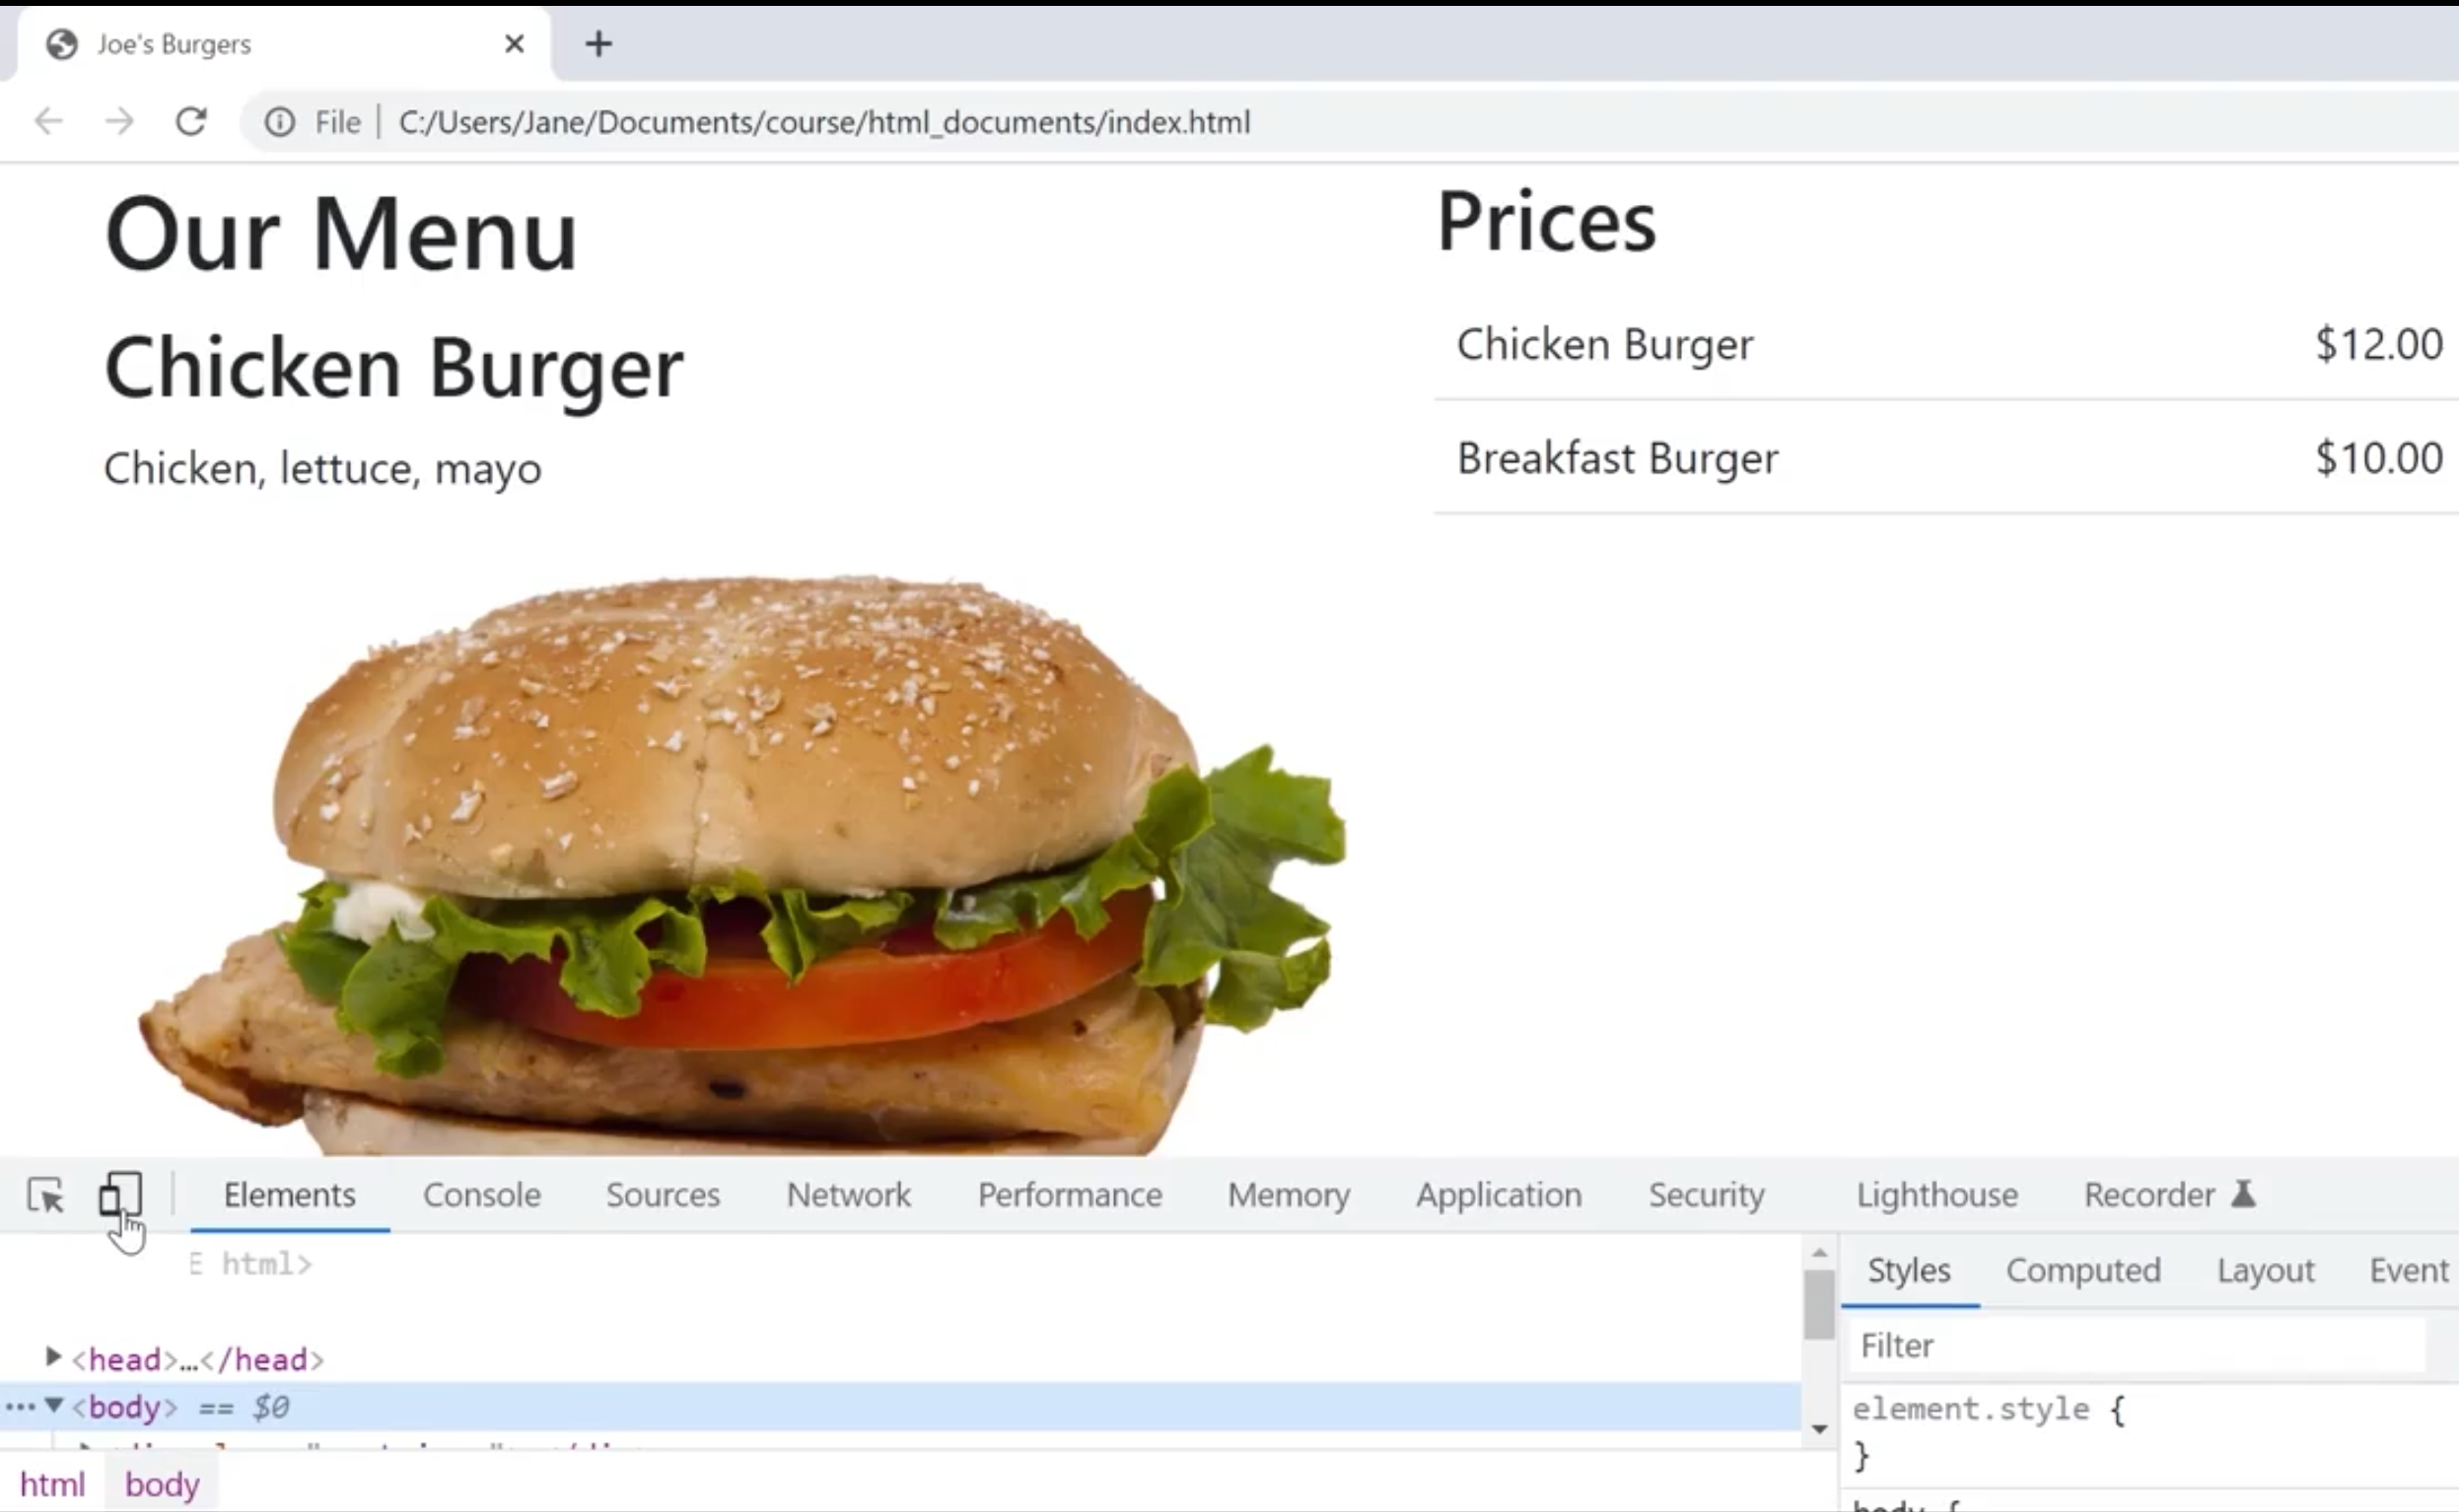 Joe's Burgers
File | C:/Users/Jane/Documents/course/html_documents/index.html
Our Menu
Chicken Burger
Chicken, lettuce, mayo
Prices
Chicken Burger $12.00
Breakfast Burger $10.00
Elements Console Sources Network Performance Memory Application Security Lighthouse Recorder
E html>
<head>…</head>
<body> == $0
html body
Styles Computed Layout Event
Filter
element.style {
}
body {